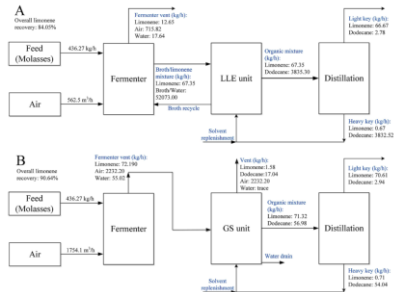 A
Overall limonene
recovery: 84.05%
Feed
(Molasses)
436.27 kg/h
Air
562.5 m³/h
Fermenter
Fermenter vent (kg/h):
Limonene: 12.65
Air: 715.82
Water: 17.64
Broth/limonene
mixture (kg/h):
Limonene: 67.35
Broth/Water:
52073.00
Broth recycle
LLE unit
Solvent
replenishment
Organic mixture
(kg/h):
Limonene: 67.35
Dodecane: 3835.30
Distillation
Light key (kg/h):
Limonene: 66.67
Dodecane: 2.78
Heavy key (kg/h):
Limonene: 0.67
Dodecane: 3832.52
B
Overall limonene
recovery: 90.64%
Feed
(Molasses)
436.27 kg/h
Air
1754.1 m³/h
Fermenter
Fermenter vent (kg/h):
Limonene: 72.190
Air: 2232.20
Water: 55.02
GS unit
Vent (kg/h):
Limonene:1.58
Dodecane:17.04
Air: 2232.20
Water: trace
Water drain
Solvent
replenishment
Organic mixture
(kg/h):
Limonene: 71.32
Dodecane: 56.98
Distillation
Light key (kg/h):
Limonene: 70.61
Dodecane: 2.94
Heavy key (kg/h):
Limonene: 0.71
Dodecane: 54.04